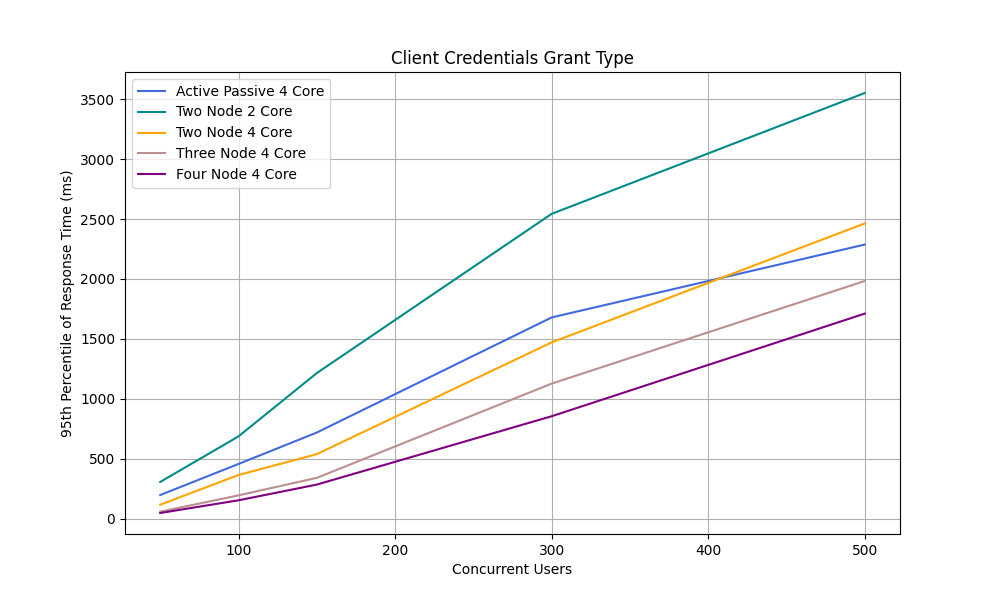 Client Credentials Grant Type
Active Passive 4 Core
Two Node 2 Core
Two Node 4 Core
Three Node 4 Core
Four Node 4 Core
95th Percentile of Response Time (ms)
3500
3000
2500
2000
1500
1000
500
0
100 200 300 400 500
Concurrent Users